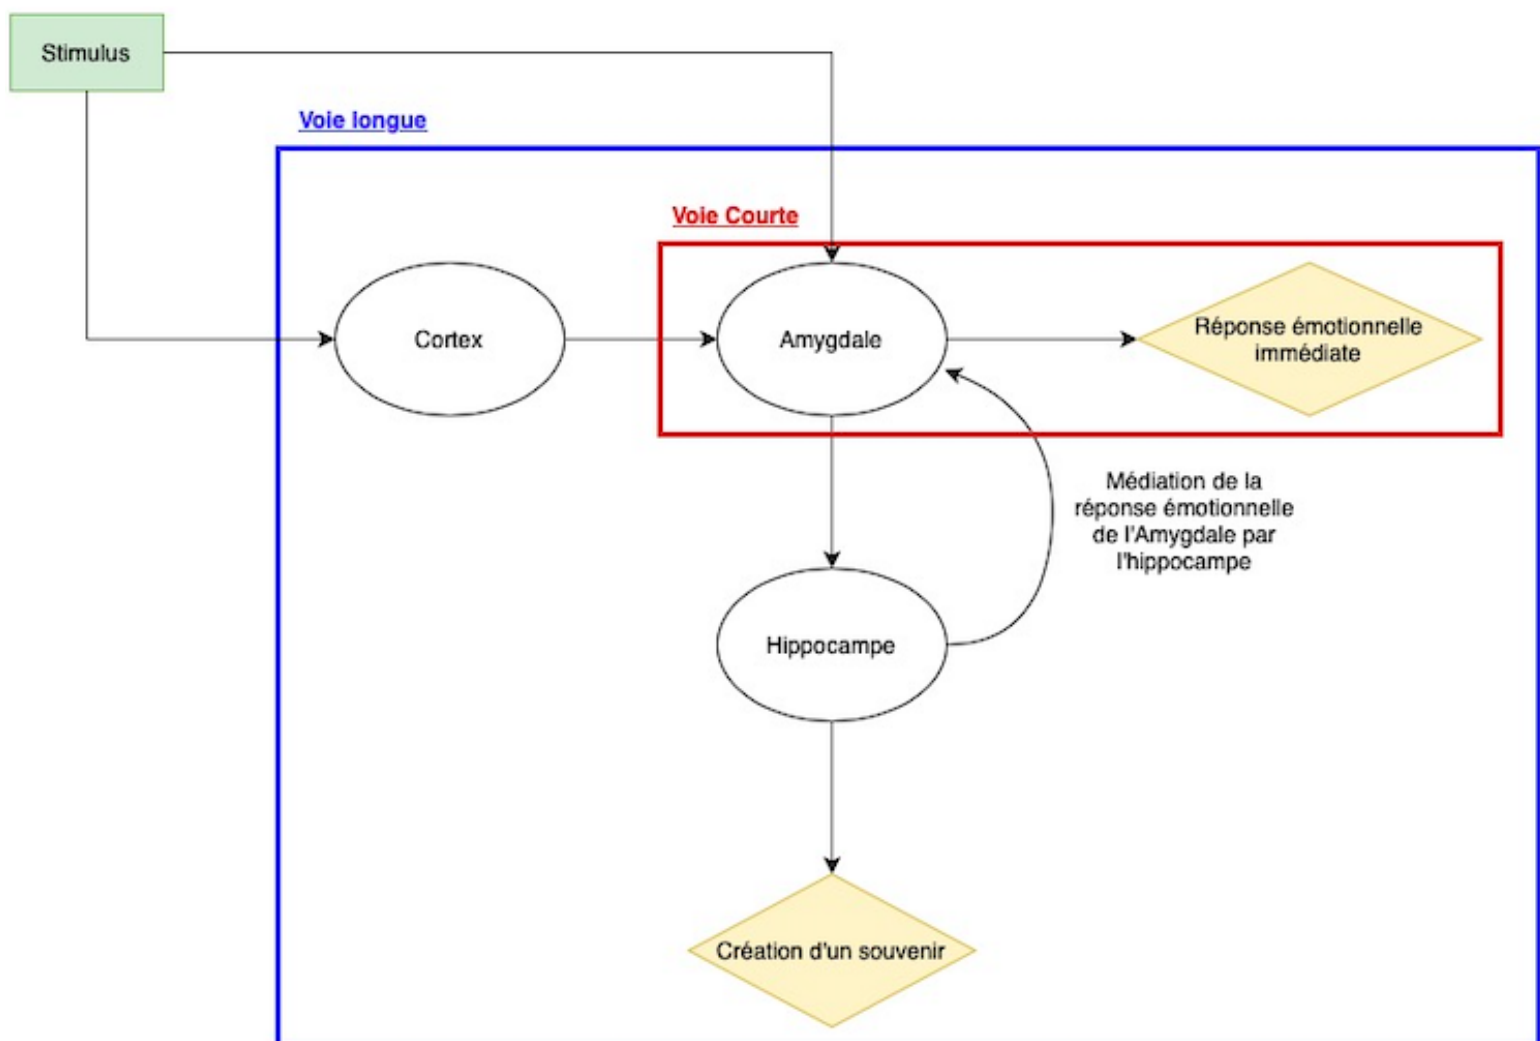 Stimulus
Voie longue
Voie Courte
Cortex
Amygdale
Réponse émotionnelle
immédiate
Médiation de la
réponse émotionnelle
de l'Amygdale par
l'hippocampe
Hippocampe
Création d'un souvenir